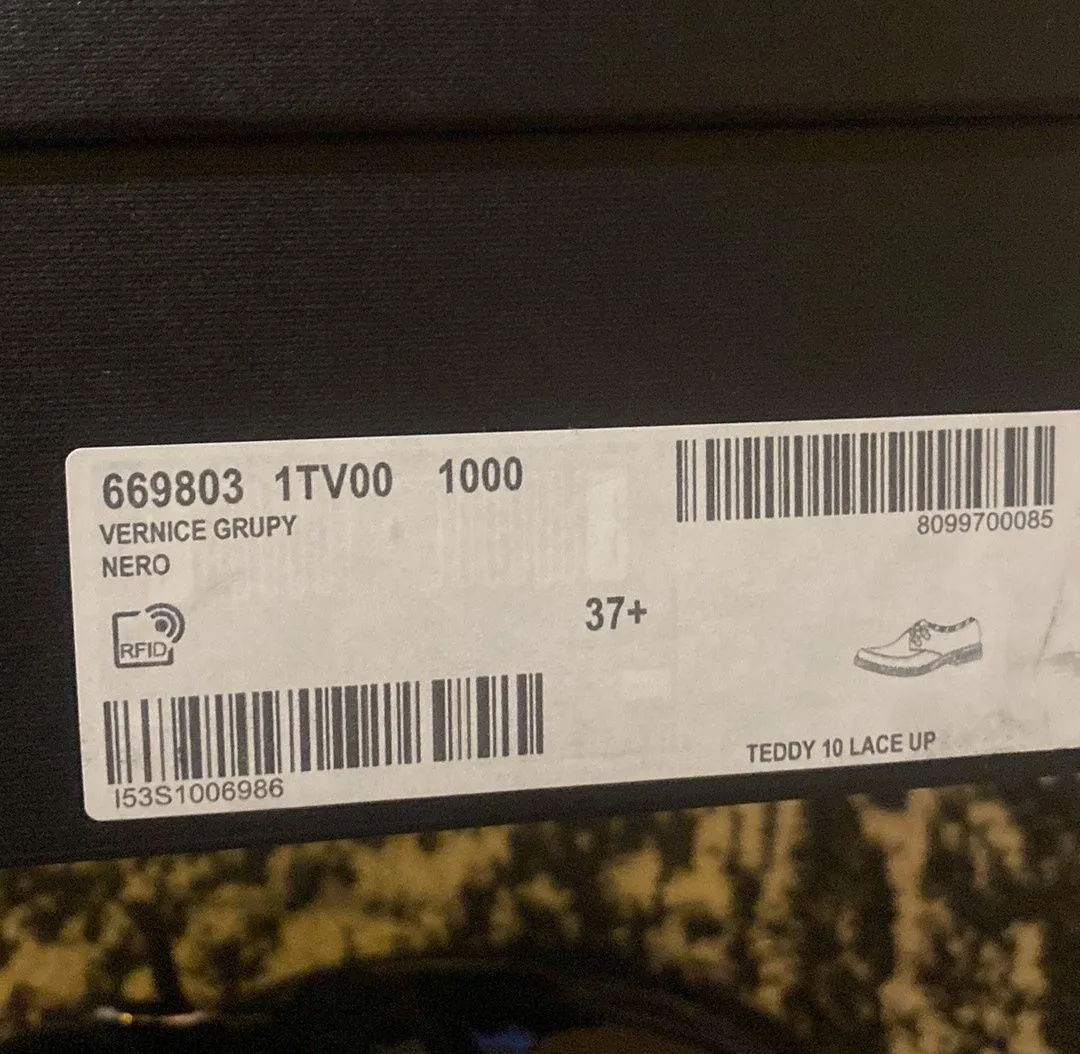 669803 1TV00 1000
VERNICE GRUPY
NERO
8099700085
RFID
37+
I53S1006986
TEDDY 10 LACE UP